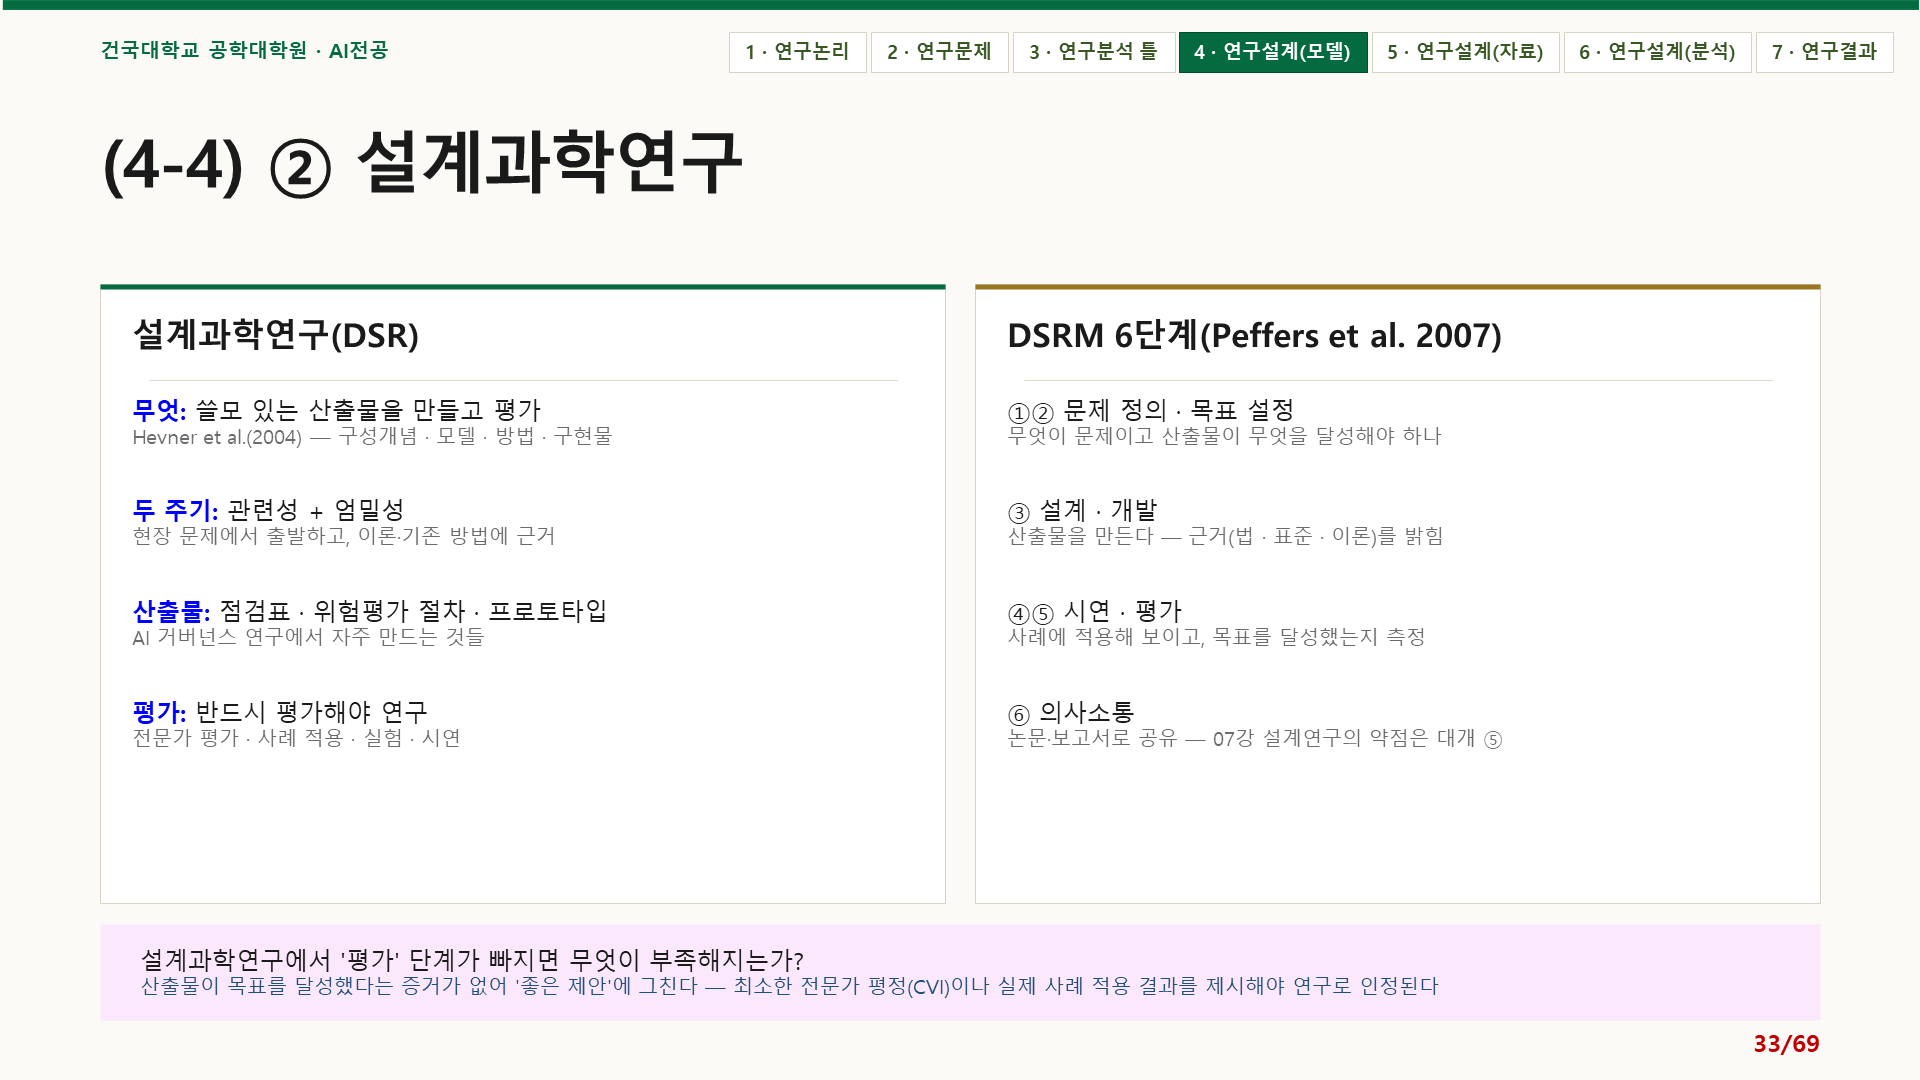 건국대학교 공학대학원 · AI전공
1 · 연구논리
2 · 연구문제
3 · 연구분석 틀
4 · 연구설계(모델)
5 · 연구설계(자료)
6 · 연구설계(분석)
7 · 연구결과
(4-4) ② 설계과학연구
설계과학연구(DSR)
무엇: 쓸모 있는 산출물을 만들고 평가
Hevner et al.(2004) — 구성개념 · 모델 · 방법 · 구현물
두 주기: 관련성 + 엄밀성
현장 문제에서 출발하고, 이론·기존 방법에 근거
산출물: 점검표 · 위험평가 절차 · 프로토타입
AI 거버넌스 연구에서 자주 만드는 것들
평가: 반드시 평가해야 연구
전문가 평가 · 사례 적용 · 실험 · 시연
DSRM 6단계(Peffers et al. 2007)
①② 문제 정의 · 목표 설정
무엇이 문제이고 산출물이 무엇을 달성해야 하나
③ 설계 · 개발
산출물을 만든다 — 근거(법 · 표준 · 이론)를 밝힘
④⑤ 시연 · 평가
사례에 적용해 보이고, 목표를 달성했는지 측정
⑥ 의사소통
논문·보고서로 공유 — 07강 설계연구의 약점은 대개 ⑤
설계과학연구에서 '평가' 단계가 빠지면 무엇이 부족해지는가?
산출물이 목표를 달성했다는 증거가 없어 '좋은 제안'에 그친다 — 최소한 전문가 평정(CVI)이나 실제 사례 적용 결과를 제시해야 연구로 인정된다
33/69